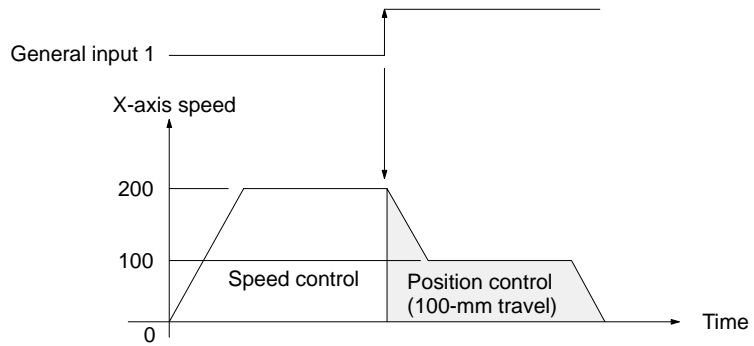 General input 1
X-axis speed
200
100
Speed control
Position control
(100-mm travel)
Time
0